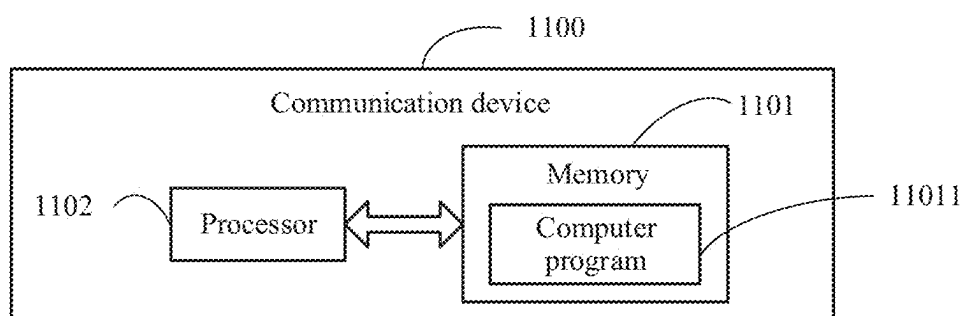 1100
Communication device
1101
Memory
1102
Processor
11011
Computer
program